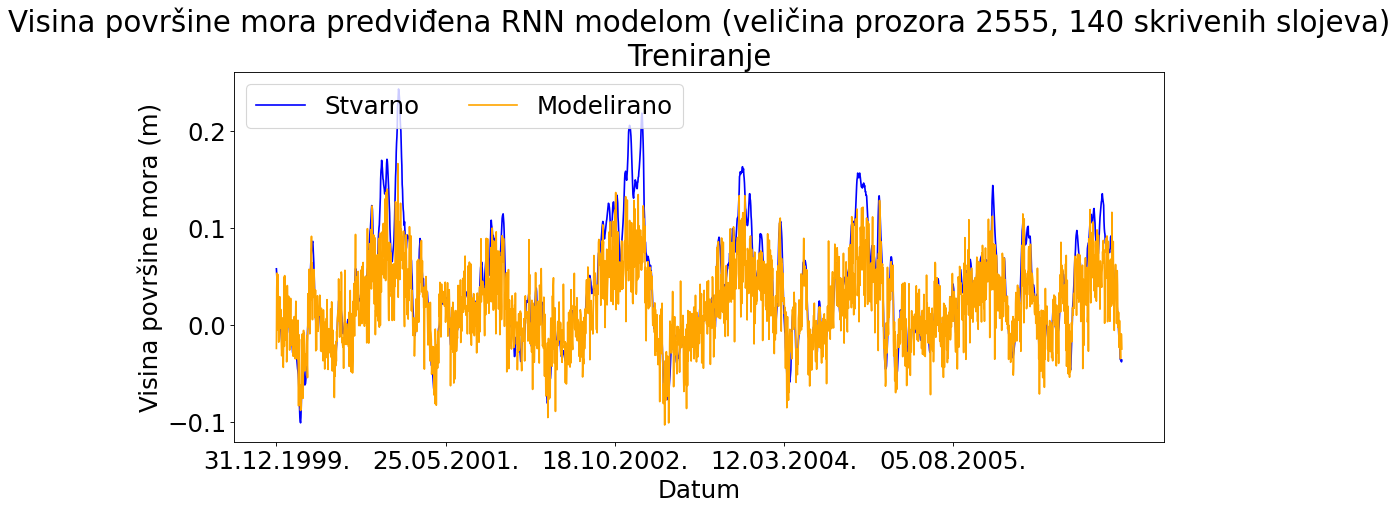 Visina površine mora predviđena RNN modelom (veličina prozora 2555, 140 skrivenih slojeva)
Treniranje
Stvarno Modelirano
Visina površine mora (m)
0.2
0.1
0.0
−0.1
31.12.1999. 25.05.2001. 18.10.2002. 12.03.2004. 05.08.2005.
Datum